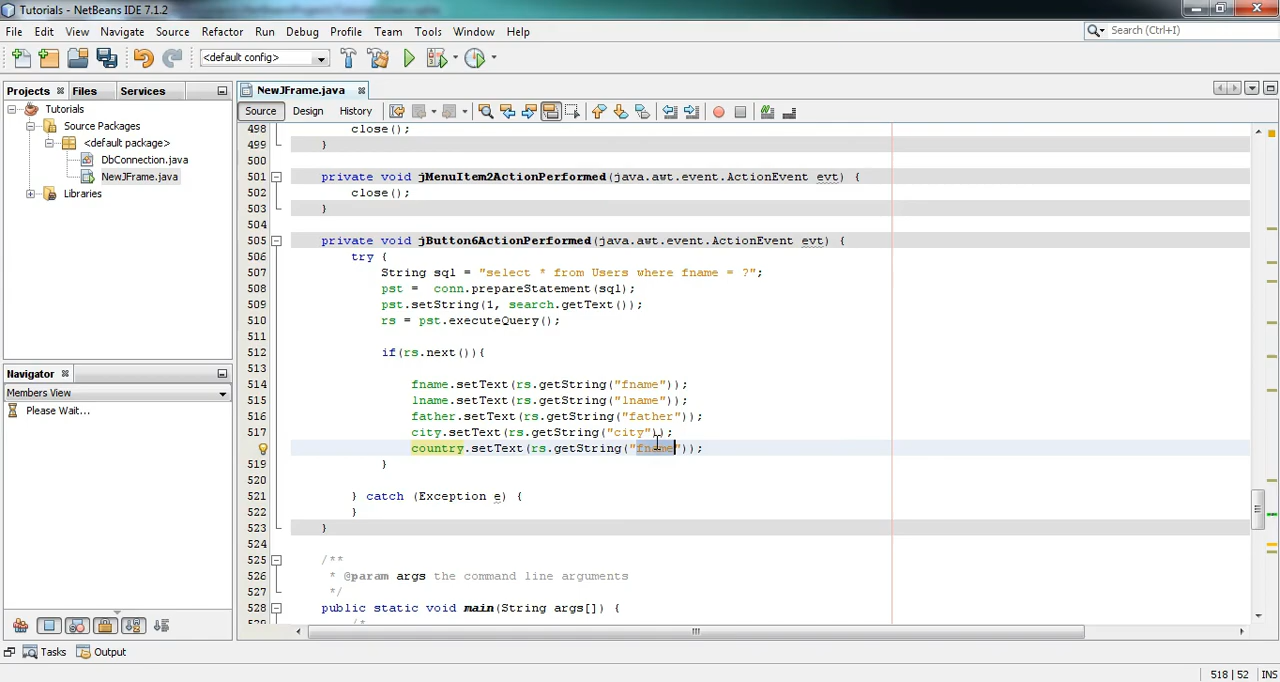 Tutorials - NetBeans IDE 7.1.2
File Edit View Navigate Source Refactor Run Debug Profile Team Tools Window Help
Search (Ctrl+I)
<default config>
Projects Files Services
NewJFrame.java
Tutorials
Source Packages
<default package>
DbConnection.java
NewJFrame.java
Libraries
Source Design History
498 close();
499 }
500
501 private void jMenuItem2ActionPerformed(java.awt.event.ActionEvent evt) {
502 close();
503 }
504
505 private void jButton6ActionPerformed(java.awt.event.ActionEvent evt) {
506 try {
507 String sql = "select * from Users where fname = ?";
508 pst =  conn.prepareStatement(sql);
509 pst.setString(1, search.getText());
510 rs = pst.executeQuery();
511
512 if(rs.next()){
513
514 fname.setText(rs.getString("fname"));
515 lname.setText(rs.getString("lname"));
516 father.setText(rs.getString("father"));
517 city.setText(rs.getString("city"));
518 country.setText(rs.getString("fname"));
519 }
520
521 } catch (Exception e) {
522 }
523 }
524
525 /**
526 * @param args the command line arguments
527 */
528 public static void main(String args[]) {
529 /*
Navigator
Members View
Please Wait...
Tasks Output
518 | 52 INS